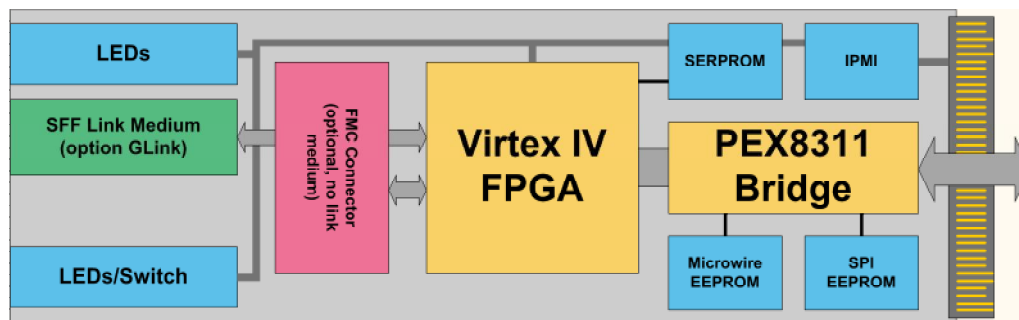 LEDs
SFF Link Medium
(option GLink)
LEDs/Switch
FMC Connector
(optional, no link
medium)
Virtex IV
FPGA
SERPROM
IPMI
PEX8311
Bridge
Microwire
EEPROM
SPI
EEPROM